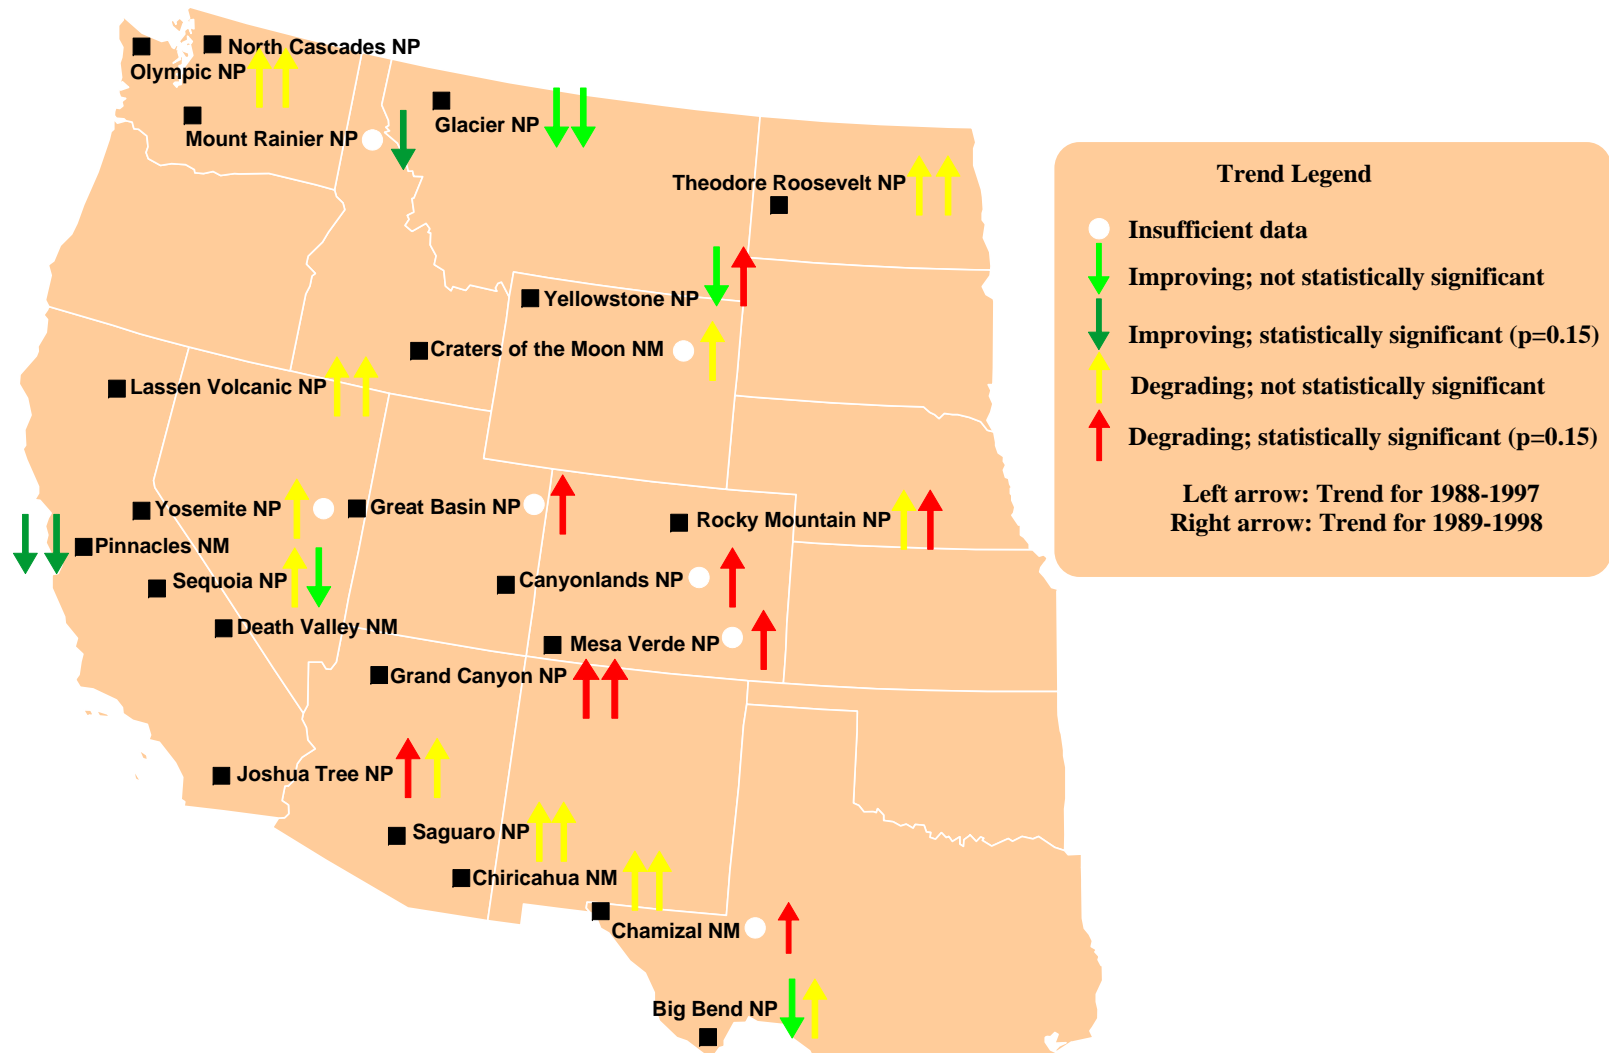 North Cascades NP
Olympic NP
Mount Rainier NP
Glacier NP
Theodore Roosevelt NP
Yellowstone NP
Craters of the Moon NM
Lassen Volcanic NP
Yosemite NP
Great Basin NP
Rocky Mountain NP
Pinnacles NM
Sequoia NP
Canyonlands NP
Death Valley NM
Mesa Verde NP
Grand Canyon NP
Joshua Tree NP
Saguaro NP
Chiricahua NM
Chamizal NM
Big Bend NP
Trend Legend
Insufficient data
Improving; not statistically significant
Improving; statistically significant (p=0.15)
Degrading; not statistically significant
Degrading; statistically significant (p=0.15)
Left arrow: Trend for 1988-1997
Right arrow: Trend for 1989-1998